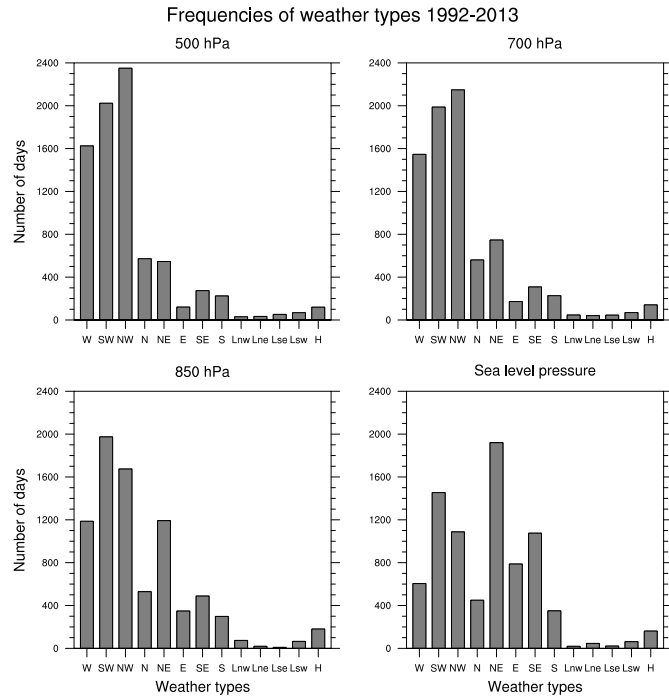 Frequencies of weather types 1992-2013
500 hPa
700 hPa
2400
2000
1600
1200
800
400
0
Number of days
W SW NW N NE E SE S Lnw Lne Lse Lsw H
2400
2000
1600
1200
800
400
0
W SW NW N NE E SE S Lnw Lne Lse Lsw H
850 hPa
Sea level pressure
2400
2000
1600
1200
800
400
0
Number of days
W SW NW N NE E SE S Lnw Lne Lse Lsw H
Weather types
2400
2000
1600
1200
800
400
0
W SW NW N NE E SE S Lnw Lne Lse Lsw H
Weather types